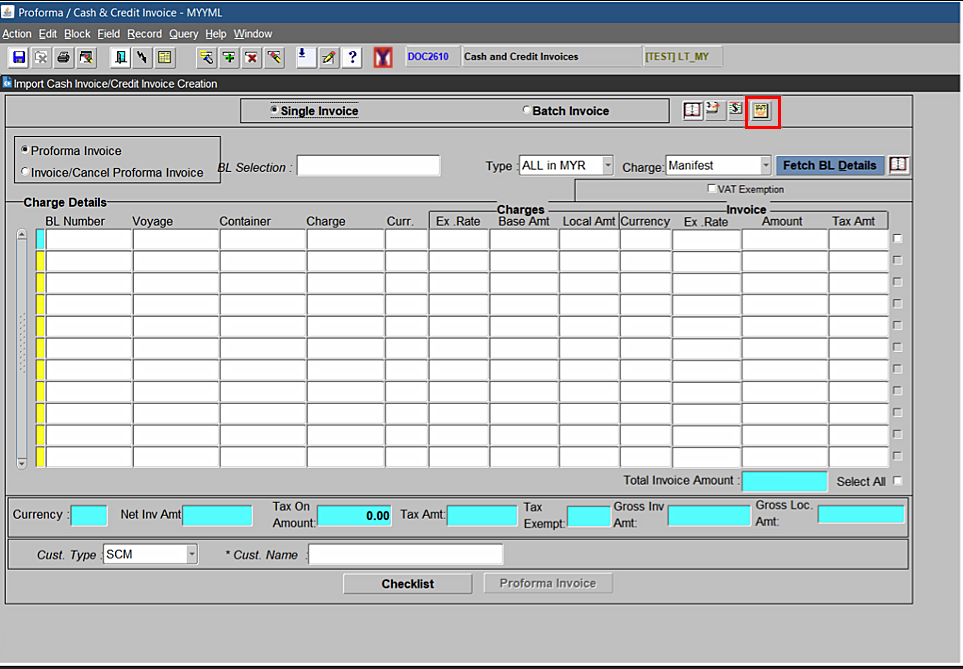 Proforma / Cash & Credit Invoice - MYYML
Action Edit Block Field Record Query Help Window
? Y DOC2610 Cash and Credit Invoices [TEST] LT_MY
Import Cash Invoice/Credit Invoice Creation
Single Invoice Batch Invoice
Proforma Invoice
Invoice/Cancel Proforma Invoice
BL Selection : Type : ALL in MYR Charge: Manifest Fetch BL Details
VAT Exemption
Charge Details
Charges Invoice
BL Number Voyage Container Charge Curr. Ex .Rate Base Amt Local Amt Currency Ex .Rate Amount Tax Amt
Total Invoice Amount : Select All
Currency : Net Inv Amt Tax On Amount: 0.00 Tax Amt: Tax Exempt: Gross Inv Amt: Gross Loc. Amt:
Cust. Type : SCM * Cust. Name :
Checklist Proforma Invoice